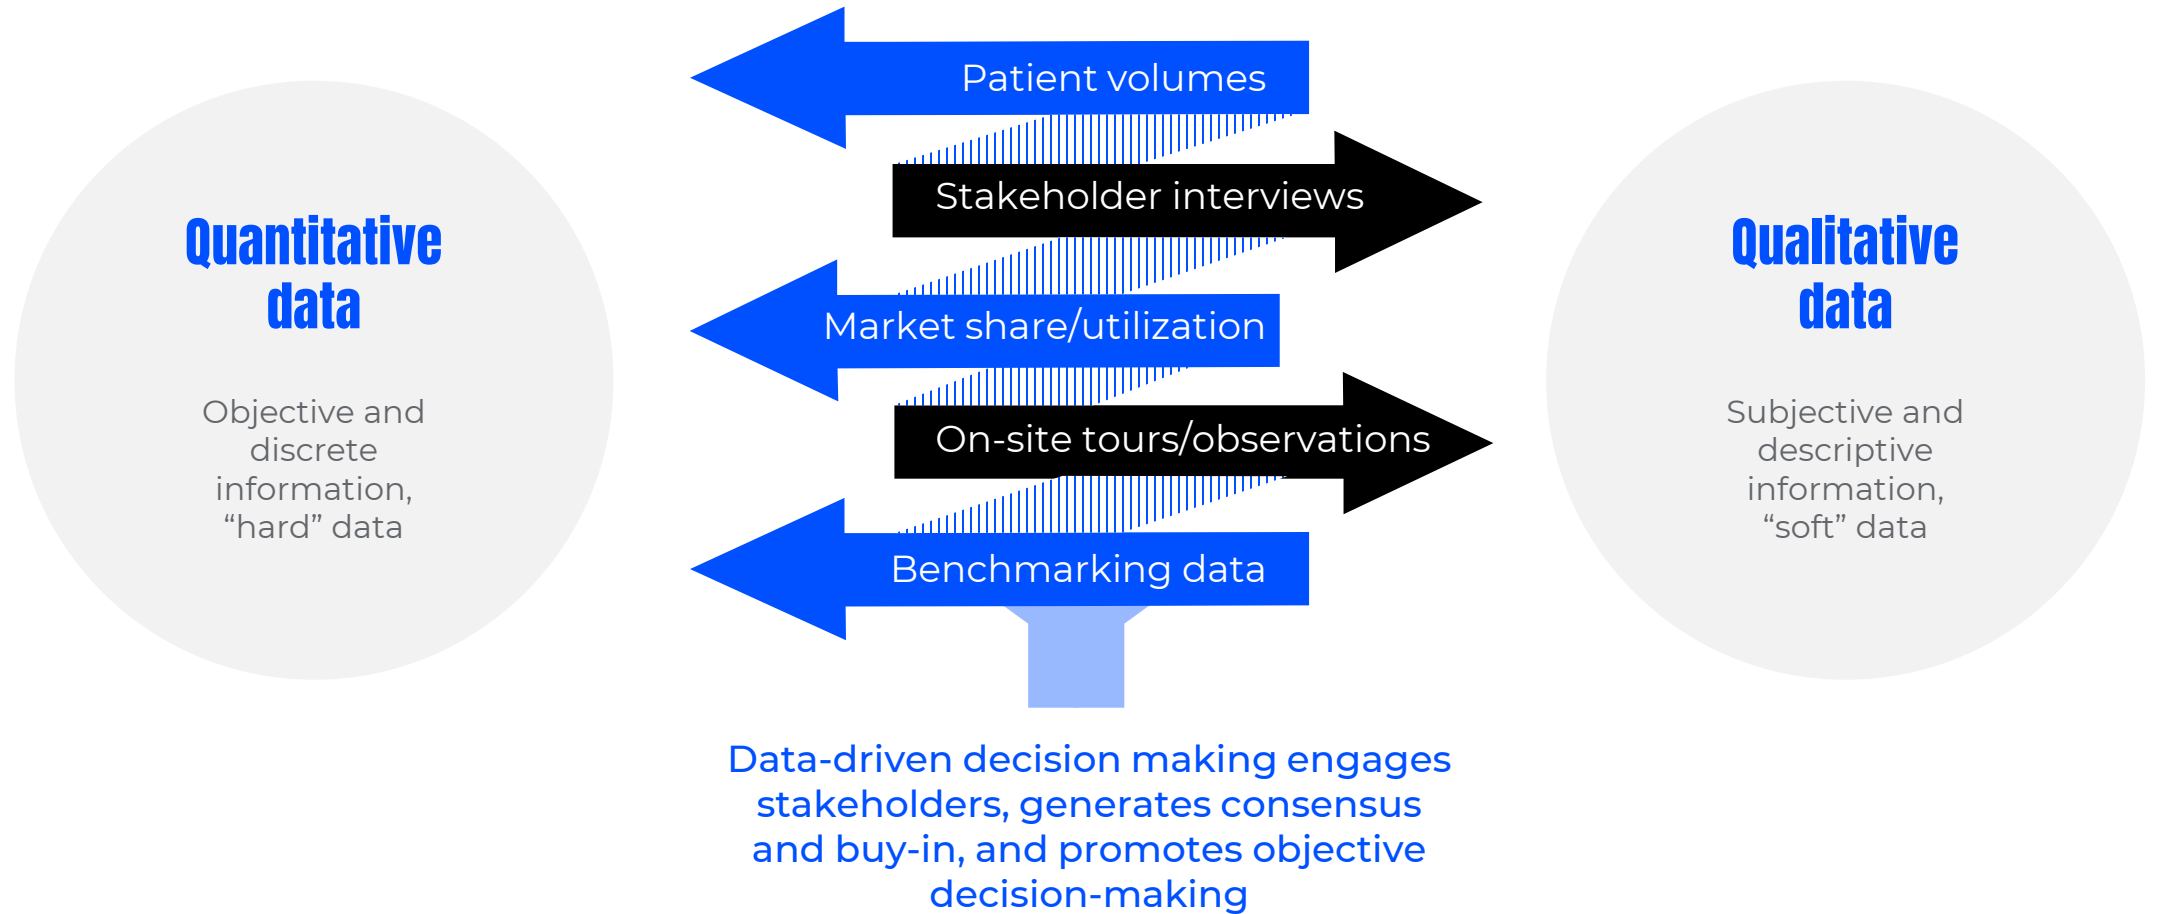 Quantitative
data
Objective and
discrete
information,
“hard” data
Patient volumes
Stakeholder interviews
Market share/utilization
On-site tours/observations
Benchmarking data
Qualitative
data
Subjective and
descriptive
information,
“soft” data
Data-driven decision making engages
stakeholders, generates consensus
and buy-in, and promotes objective
decision-making